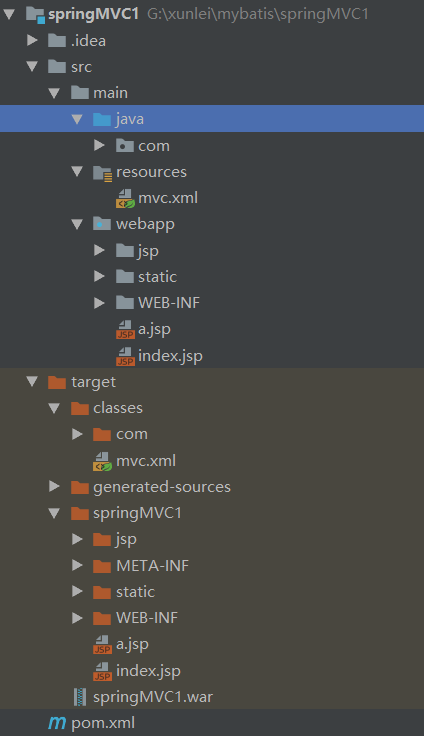 springMVC1 G:\xunlei\mybatis\springMVC1
.idea
src
main
java
com
resources
mvc.xml
webapp
jsp
static
WEB-INF
a.jsp
index.jsp
target
classes
com
mvc.xml
generated-sources
springMVC1
jsp
META-INF
static
WEB-INF
a.jsp
index.jsp
springMVC1.war
pom.xml